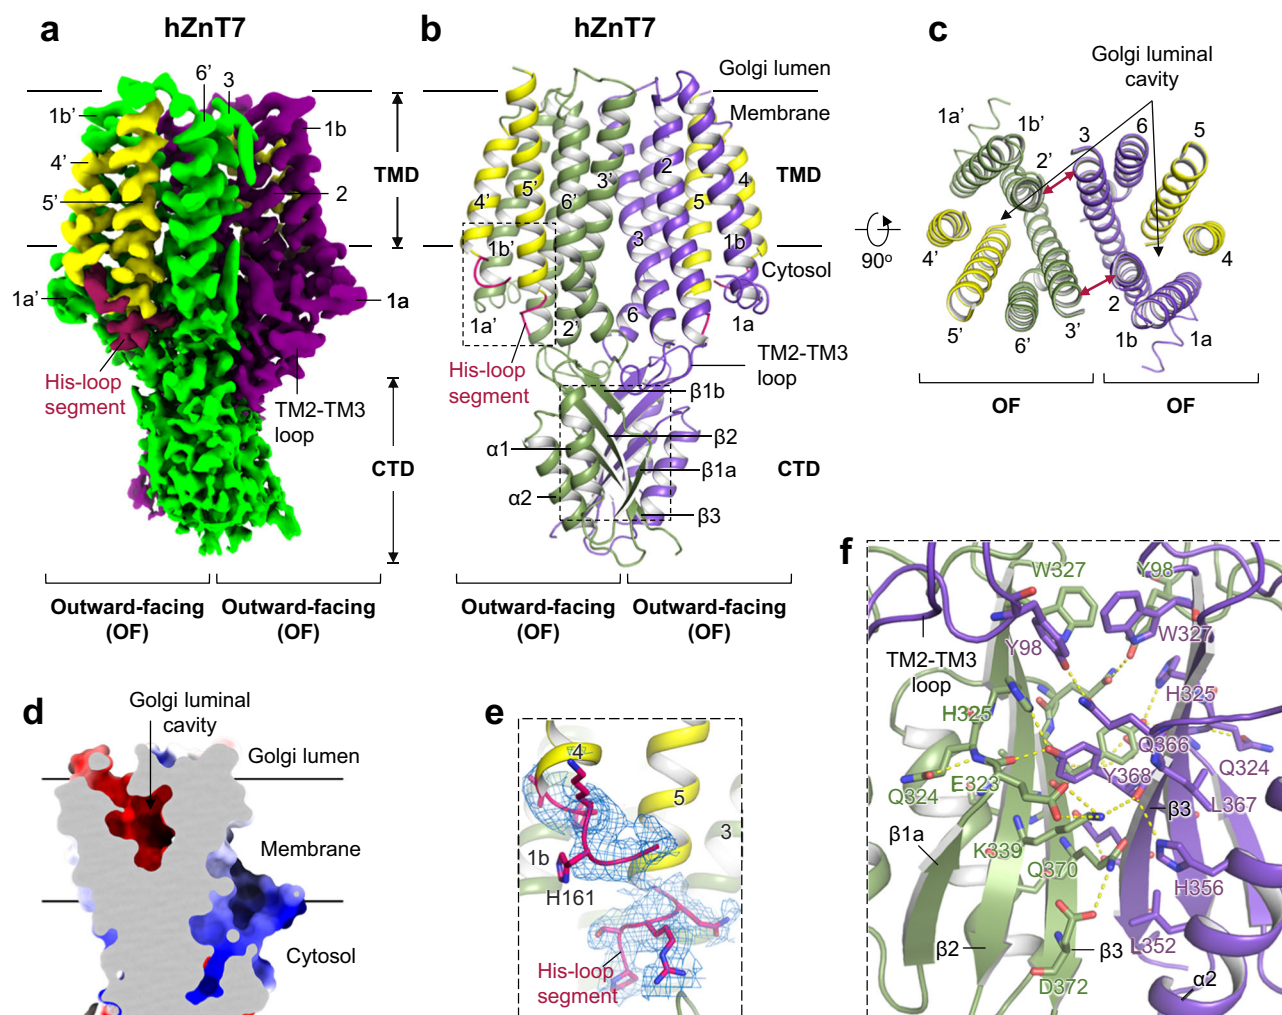 a
hZnT7
6’
3
1b’
1b
4’
2
5’
1a’
1a
His-loop
segment
TM2-TM3
loop
TMD
CTD
Outward-facing
(OF)
Outward-facing
(OF)
b
hZnT7
Golgi lumen
Membrane
TMD
2
3’
4
5’
4’
6’
5
1b’
3
1b
Cytosol
1a’
6
1a
2’
His-loop
segment
TM2-TM3
loop
β1b
β2
α1
β1a
CTD
α2
β3
Outward-facing
(OF)
Outward-facing
(OF)
90°
c
Golgi luminal
cavity
1a’
1b’
3
6
5
2’
4’
4
2
5’
3’
1b
1a
6’
OF
OF
d
Golgi luminal
cavity
Golgi lumen
Membrane
Cytosol
e
4
5
3
1b
H161
His-loop
segment
f
W327
Y98
Y98
W327
TM2-TM3
loop
H325
H325
Q366
Q324
E323
Y368
Q324
β3
L367
β1a
K339
Q370
H356
β2
β3
L352
D372
α2